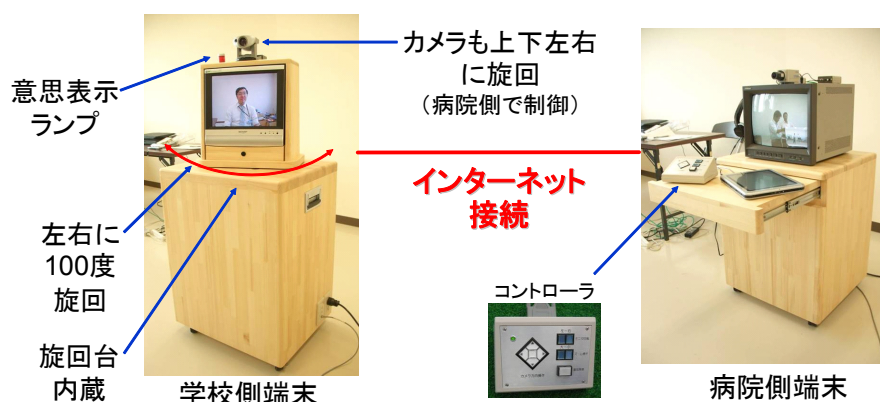 意思表示
ランプ
カメラも上下左右
に旋回
（病院側で制御）
インターネット
接続
左右に
100度
旋回
コントローラ
旋回台
内蔵
学校側端末
病院側端末